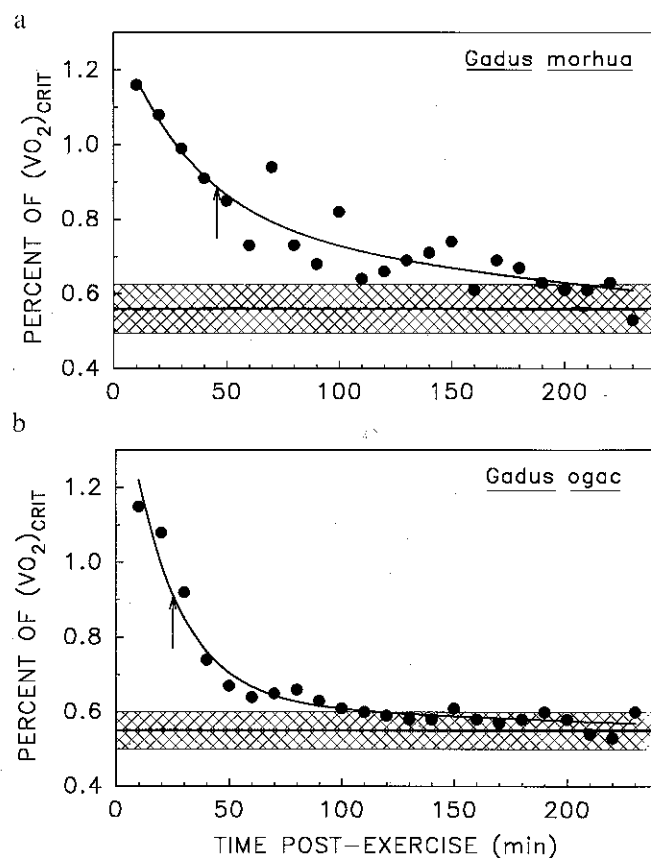 a
Gadus morhua
PERCENT OF (VO₂)CRIT
1.2
1.0
0.8
0.6
0.4
0 50 100 150 200
b
Gadus ogac
PERCENT OF (VO₂)CRIT
1.2
1.0
0.8
0.6
0.4
0 50 100 150 200
TIME POST-EXERCISE (min)